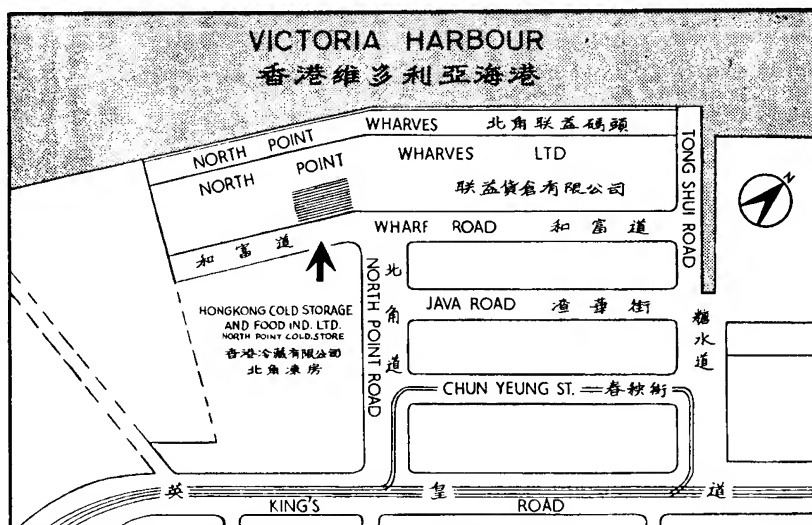 VICTORIA HARBOUR
香港維多利亞海港
NORTH POINT WHARVES 北角联益碼頭
NORTH POINT WHARVES LTD
联益貨倉有限公司
TONG SHUI ROAD
糖水道
N
和富道
WHARF ROAD 和富道
HONGKONG COLD STORAGE
AND FOOD IND. LTD.
NORTH POINT COLD STORE
香港冷藏有限公司
北角凍房
NORTH POINT ROAD
北角道
JAVA ROAD 渣華街
CHUN YEUNG ST. 春秧街
英皇道
KING'S ROAD